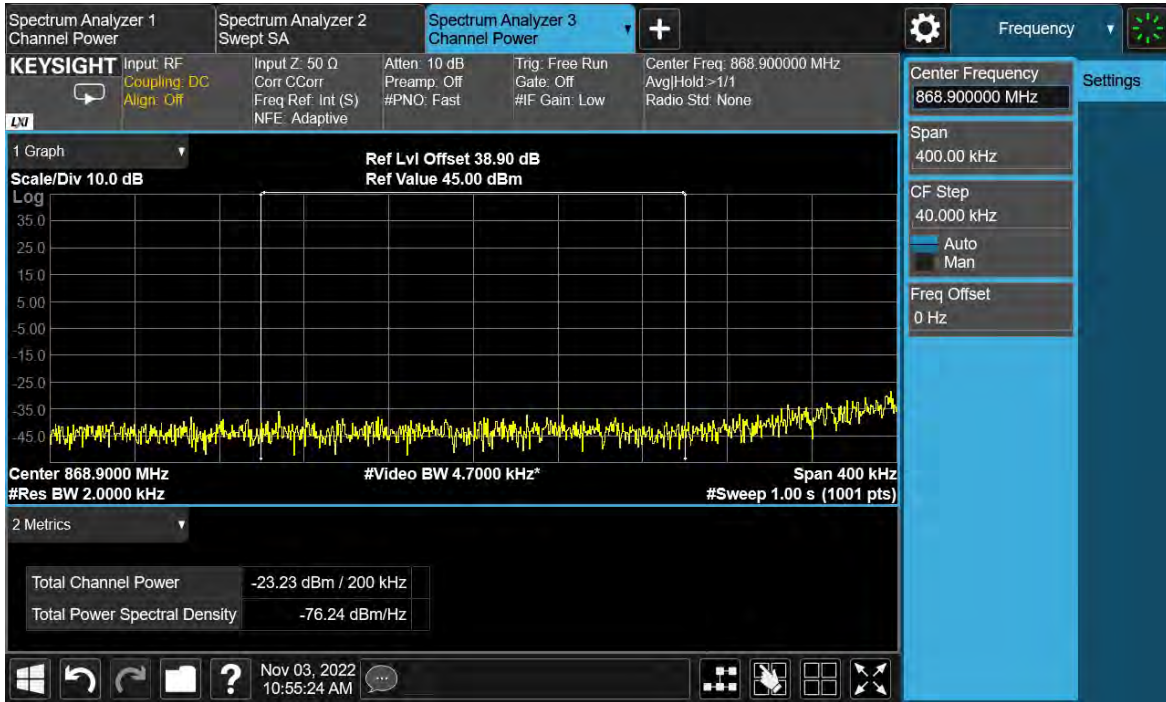 Spectrum Analyzer 1
Channel Power
Spectrum Analyzer 2
Swept SA
Spectrum Analyzer 3
Channel Power
Frequency
KEYSIGHT
LXI
Input: RF
Coupling: DC
Align: Off
Input Z: 50 Ω
Corr CCorr
Freq Ref: Int (S)
NFE: Adaptive
Atten: 10 dB
Preamp: Off
#PNO: Fast
Trig: Free Run
Gate: Off
#IF Gain: Low
Center Freq: 868.900000 MHz
Avg|Hold:>1/1
Radio Std: None
Center Frequency
868.900000 MHz
Settings
Span
400.00 kHz
CF Step
40.000 kHz
Auto
Man
Freq Offset
0 Hz
1 Graph
Scale/Div 10.0 dB
Ref Lvl Offset 38.90 dB
Ref Value 45.00 dBm
Log
35.0
25.0
15.0
5.00
-5.00
-15.0
-25.0
-35.0
-45.0
Center 868.9000 MHz
#Video BW 4.7000 kHz*
Span 400 kHz
#Res BW 2.0000 kHz
#Sweep 1.00 s (1001 pts)
2 Metrics
Total Channel Power -23.23 dBm / 200 kHz
Total Power Spectral Density -76.24 dBm/Hz
?
Nov 03, 2022
10:55:24 AM